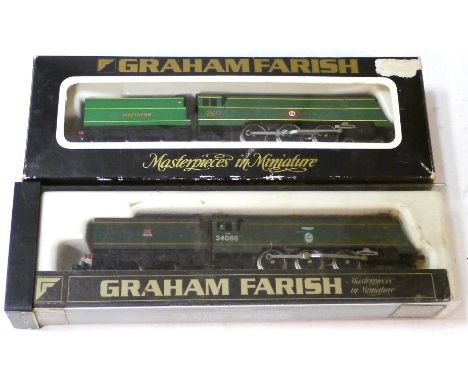 GRAHAM FARISH
SOUTHERN
Masterpieces in Miniature
34066
GRAHAM FARISH
Masterpieces
in Miniature